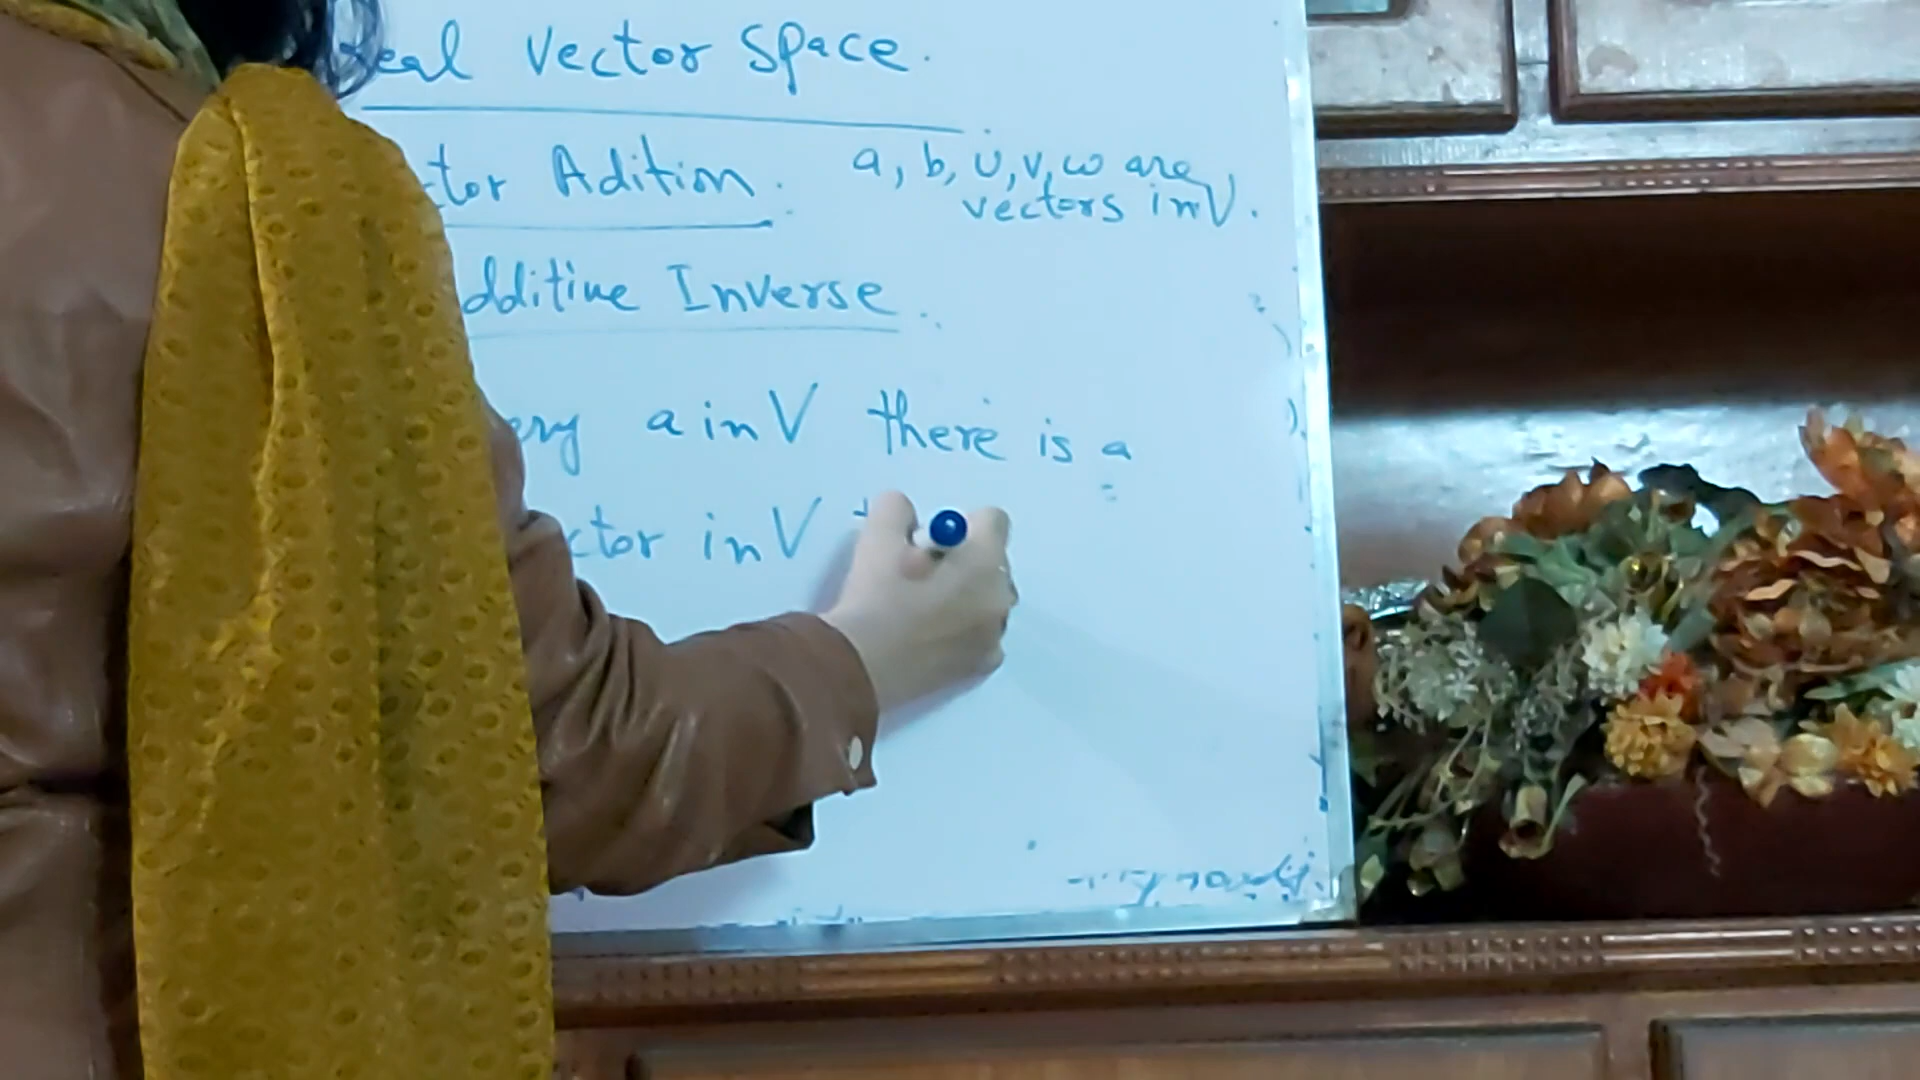 eal Vector Space.
ctor Adition. a, b, u, v, w are
vectors in V.
dditive Inverse
ery a in V there is a
ctor in V